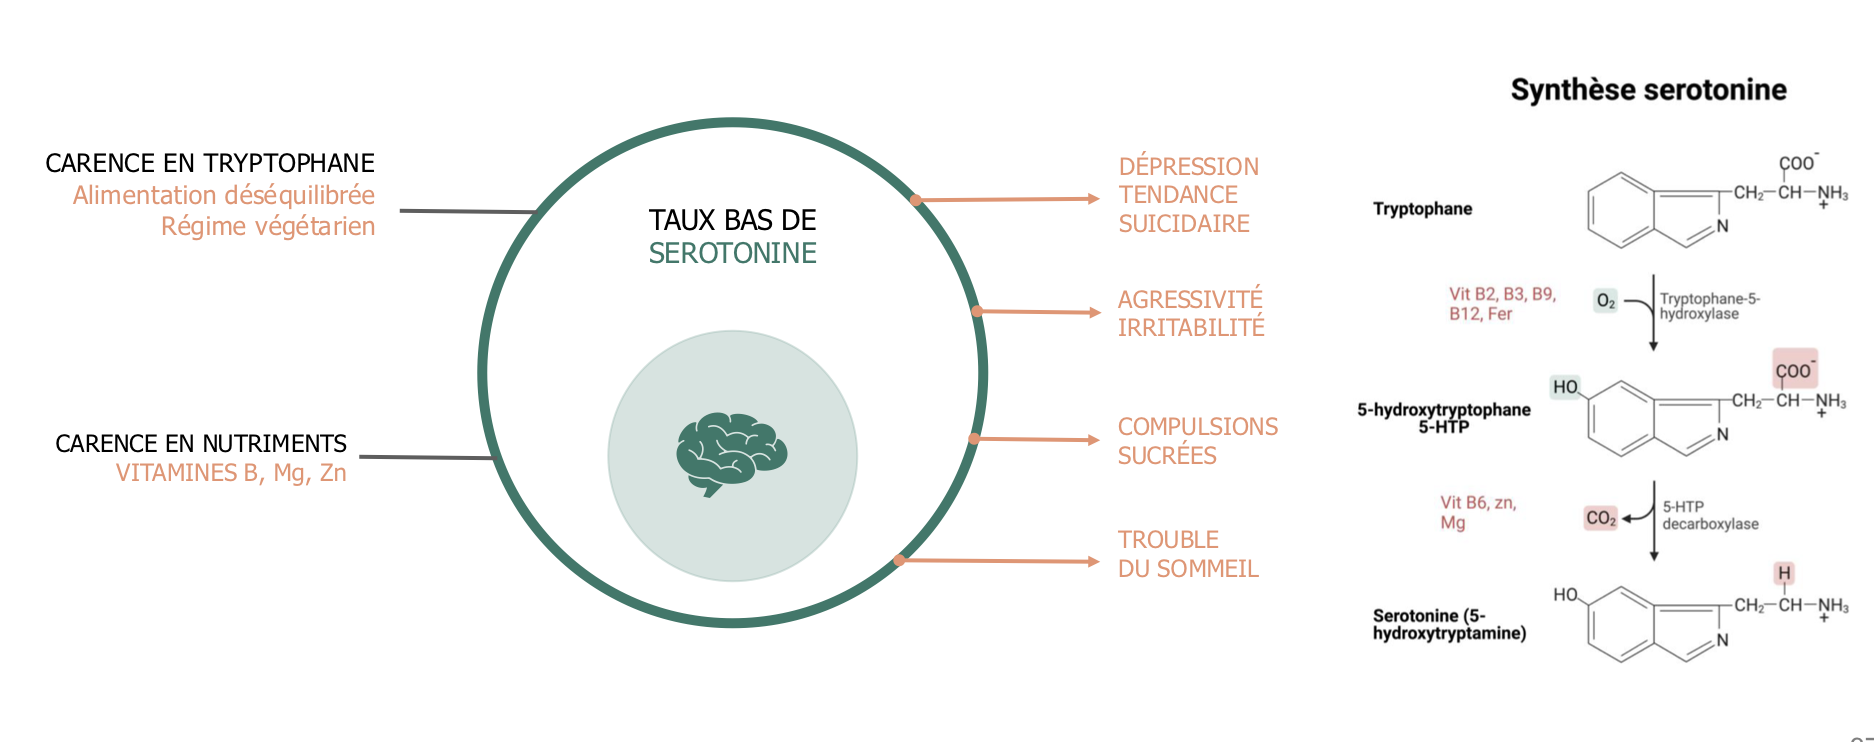 CARENCE EN TRYPTOPHANE
Alimentation déséquilibrée
Régime végétarien
CARENCE EN NUTRIMENTS
VITAMINES B, Mg, Zn
TAUX BAS DE
SEROTONINE
DÉPRESSION
TENDANCE
SUICIDAIRE
AGRESSIVITÉ
IRRITABILITÉ
COMPULSIONS
SUCRÉES
TROUBLE
DU SOMMEIL
Synthèse serotonine
Tryptophane
COO⁻
CH₂—CH—NH₃
+
N
Vit B2, B3, B9,
B12, Fer
O₂
Tryptophane-5-
hydroxylase
5-hydroxytryptophane
5-HTP
HO
COO⁻
CH₂—CH—NH₃
+
N
Vit B6, zn,
Mg
CO₂
5-HTP
decarboxylase
Serotonine (5-
hydroxytryptamine)
HO
H
CH₂—CH—NH₃
+
N